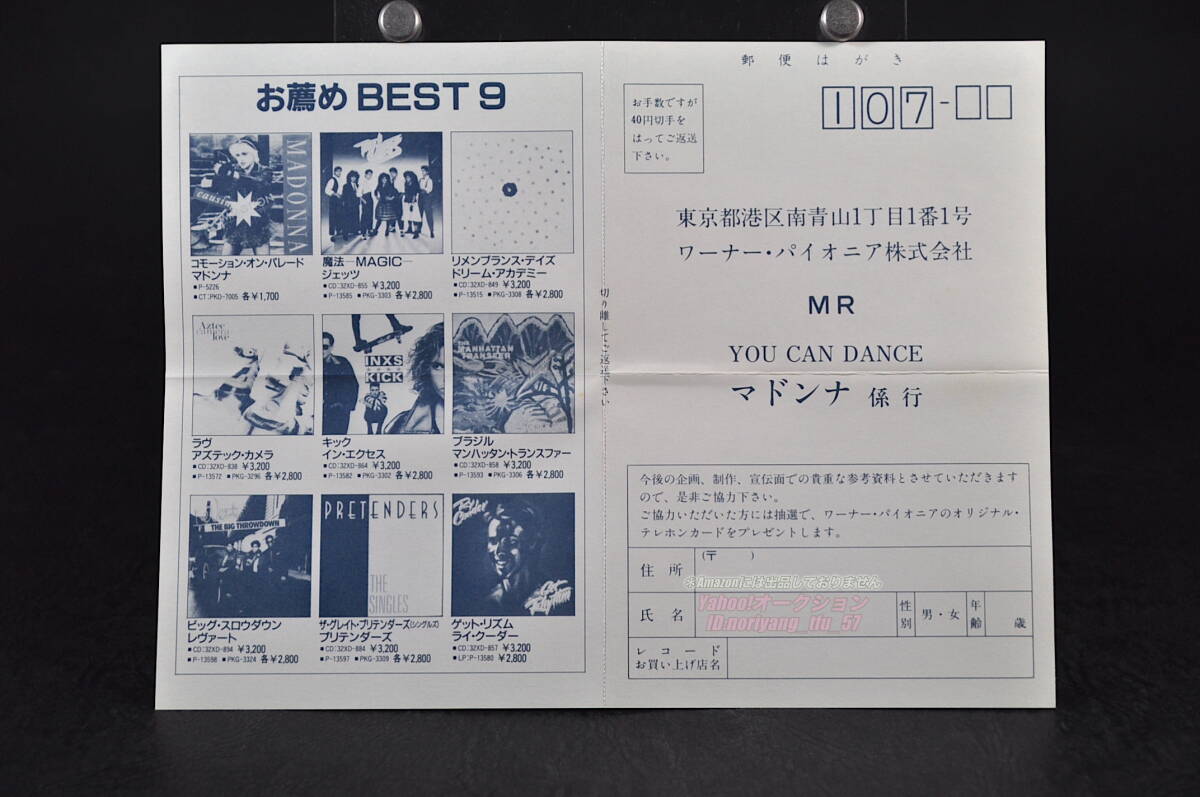 お薦め BEST 9
MADONNA
causing
コモーション・オン・パレード
マドンナ
■P-5226
■CT:PKD-7005 各¥1,700
魔法—MAGIC—
ジェッツ
■CD:32XD-855 ¥3,200
■P-13585 ■PKG-3303 各¥2,800
リメンブランス・デイズ
ドリーム・アカデミー
■CD:32XD-849 ¥3,200
■P-13515 ■PKG-3308 各¥2,800
Aztec
camera
love
ラヴ
アズテック・カメラ
■CD:32XD-838 ¥3,200
■P-13572 ■PKG-3296 各¥2,800
INXS
KICK
キック
イン・エクセス
■CD:32XD-864 ¥3,200
■P-13582 ■PKG-3302 各¥2,800
THE
MANHATTAN
TRANSFER
ブラジル
マンハッタン・トランスファー
■CD:32XD-858 ¥3,200
■P-13593 ■PKG-3306 各¥2,800
THE BIG THROWDOWN
ビッグ・スロウダウン
レヴァート
■CD:32XD-894 ¥3,200
■P-13598 ■PKG-3324 各¥2,800
PRETENDERS
THE
SINGLES
ザ・グレイト・プリテンダーズ(シングルズ)
プリテンダーズ
■CD:32XD-884 ¥3,200
■P-13597 ■PKG-3309 各¥2,800
Ry
Cooder
Get
Rhythm
ゲット・リズム
ライ・クーダー
■CD:32XD-857 ¥3,200
■LP:P-13580 ¥2,800
切り離してご返送下さい
郵便はがき
お手数ですが
40円切手を
はってご返送
下さい。
107-□□
東京都港区南青山1丁目1番1号
ワーナー・パイオニア株式会社
MR
YOU CAN DANCE
マドンナ 係行
今後の企画、制作、宣伝面での貴重な参考資料とさせていただきます
ので、是非ご協力下さい。
ご協力いただいた方には抽選で、ワーナー・パイオニアのオリジナル・
テレホンカードをプレゼントします。
住所 (〒 )
氏名 性別 男・女 年齢 歳
レコード
お買い上げ店名
※Amazonには出品しておりません
Yahoo!オークション
ID:noriyang_ttu_57